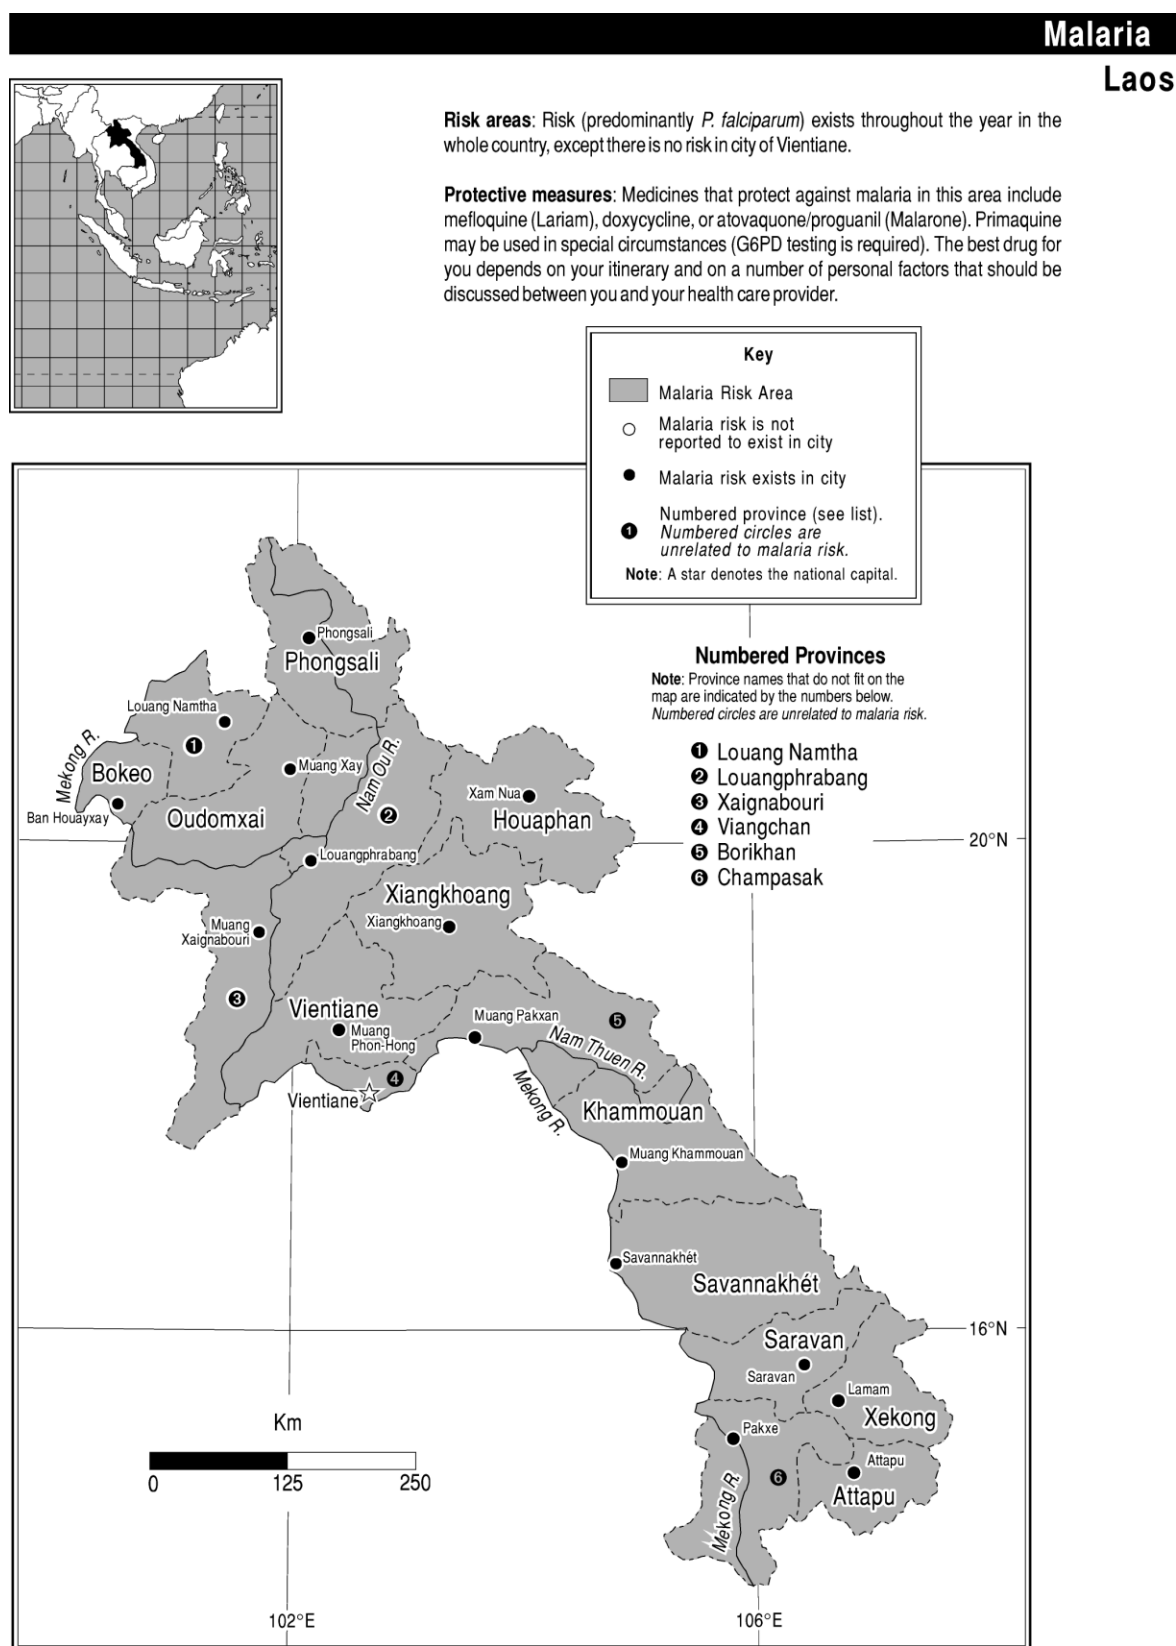 Malaria
Laos
Risk areas: Risk (predominantly P. falciparum) exists throughout the year in the
whole country, except there is no risk in city of Vientiane.
Protective measures: Medicines that protect against malaria in this area include
mefloquine (Lariam), doxycycline, or atovaquone/proguanil (Malarone). Primaquine
may be used in special circumstances (G6PD testing is required). The best drug for
you depends on your itinerary and on a number of personal factors that should be
discussed between you and your health care provider.
Key
Malaria Risk Area
Malaria risk is not
reported to exist in city
Malaria risk exists in city
1 Numbered province (see list).
Numbered circles are
unrelated to malaria risk.
Note: A star denotes the national capital.
Numbered Provinces
Note: Province names that do not fit on the
map are indicated by the numbers below.
Numbered circles are unrelated to malaria risk.
1 Louang Namtha
2 Louangphrabang
3 Xaignabouri
4 Viangchan
5 Borikhan
6 Champasak
Phongsali
Phongsali
Louang Namtha
1
Mekong R.
Bokeo
Ban Houayxay
Muang Xay
Oudomxai
Nam Ou R.
2
Xam Nua
Houaphan
20°N
Louangphrabang
Xiangkhoang
Xiangkhoang
Muang
Xaignabouri
3
Vientiane
Muang
Phon-Hong
Muang Pakxan
5
Nam Thuen R.
4
Vientiane
Mekong R.
Khammouan
Muang Khammouan
Savannakhét
Savannakhét
16°N
Saravan
Saravan
Lamam
Xekong
Pakxe
Attapu
6
Attapu
Mekong R.
Km
0 125 250
102°E
106°E